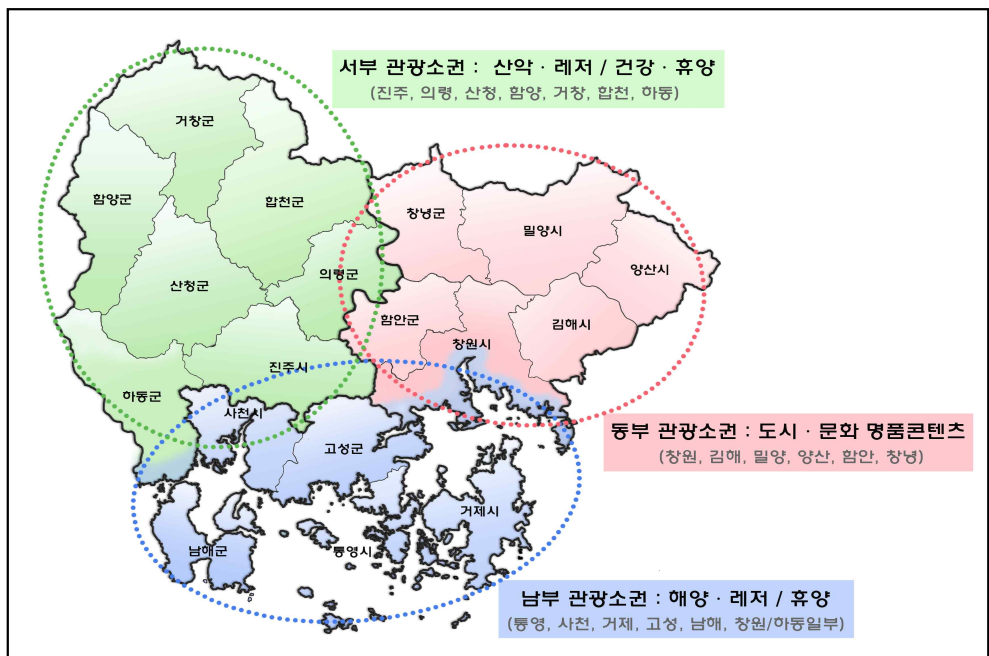 서부 관광소권 : 산악 · 레저 / 건강 · 휴양
(진주, 의령, 산청, 함양, 거창, 합천, 하동)
거창군
함양군
합천군
창녕군
밀양시
양산시
의령군
산청군
함안군
김해시
창원시
진주시
하동군
사천시
고성군
동부 관광소권 : 도시 · 문화 명품콘텐츠
(창원, 김해, 밀양, 양산, 함안, 창녕)
거제시
남해군
통영시
남부 관광소권 : 해양 · 레저 / 휴양
(통영, 사천, 거제, 고성, 남해, 창원/하동일부)